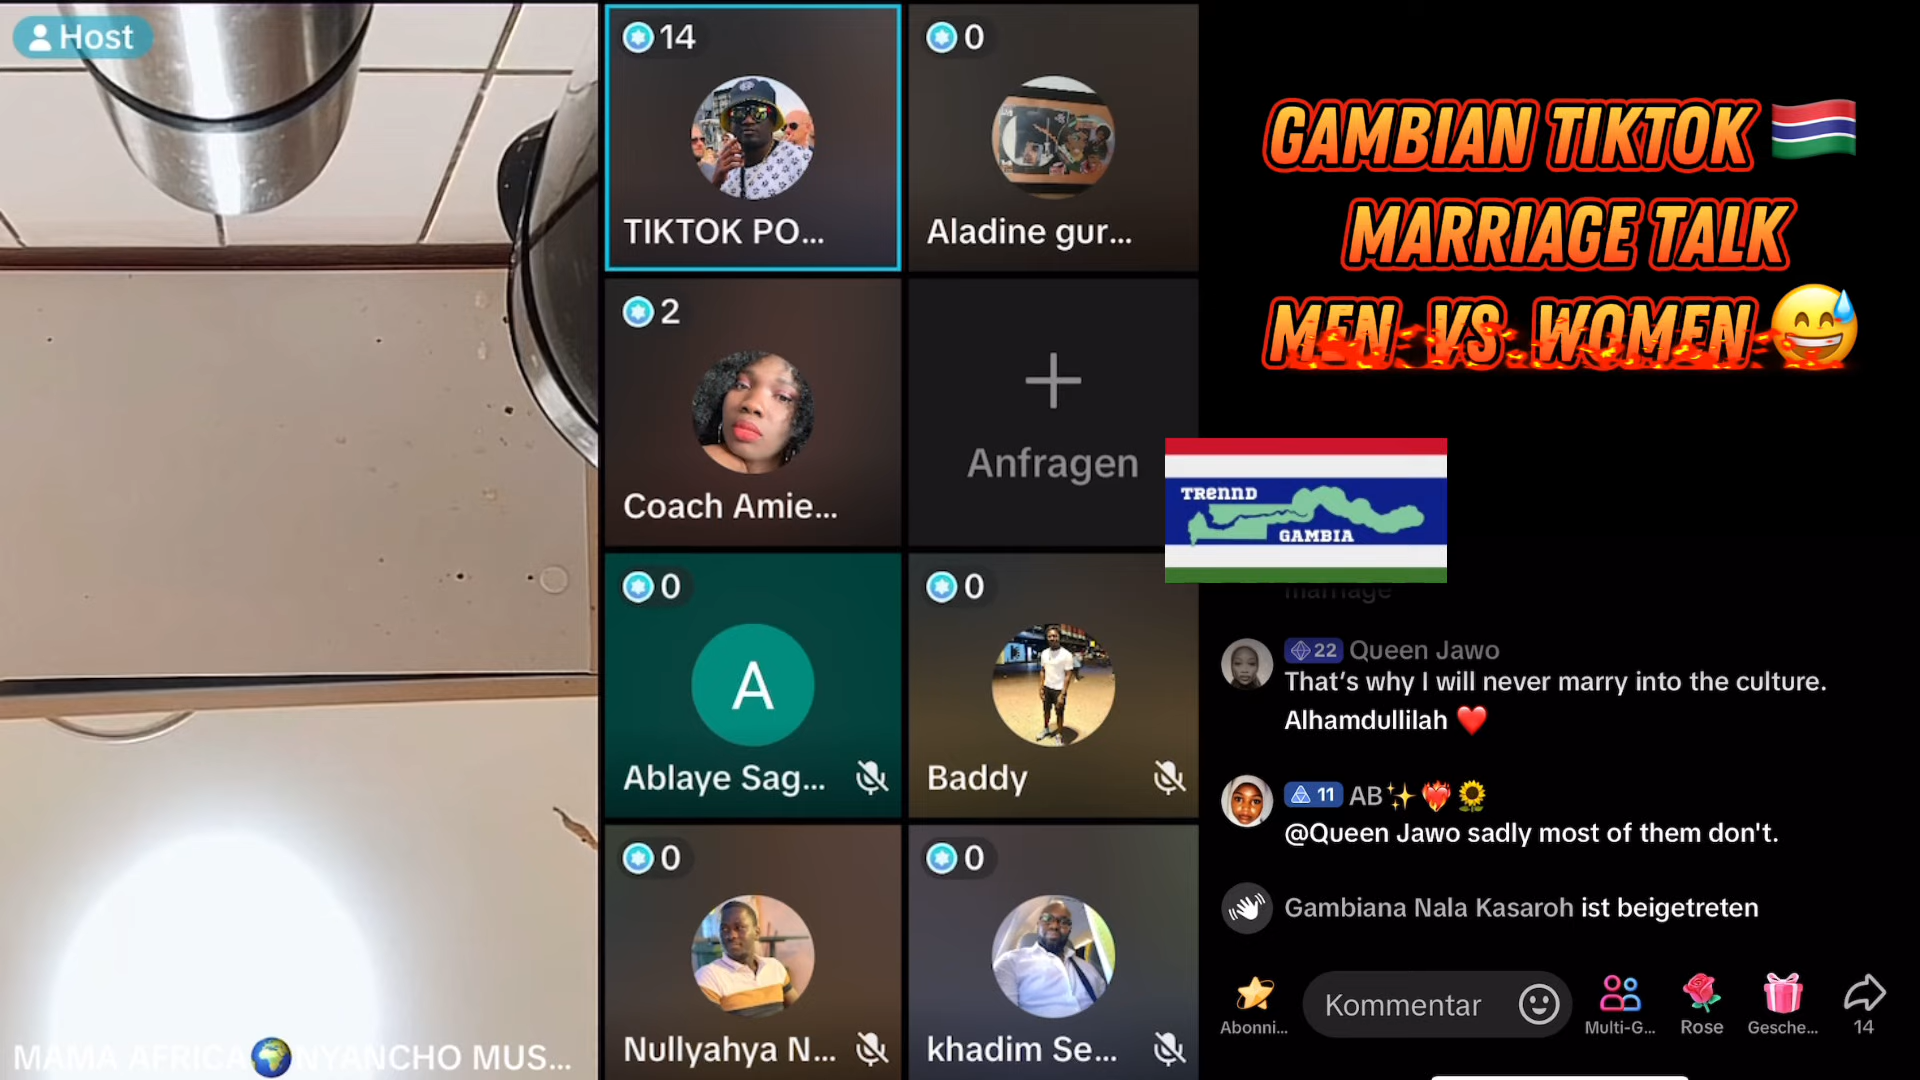 Host
14
TIKTOK PO...
0
Aladine gur...
2
Coach Amie...
Anfragen
0
A
Ablaye Sag...
0
Baddy
0
Nullyahya N...
0
khadim Se...
MAMA AFRICA🌍NYANCHO MUS...
GAMBIAN TIKTOK 🇬🇲
MARRIAGE TALK
MEN VS WOMEN 😅
TRENND
GAMBIA
marriage
22 Queen Jawo
That's why I will never marry into the culture.
Alhamdullilah ❤️
11 AB✨❤️‍🔥🌻
@Queen Jawo sadly most of them don't.
Gambiana Nala Kasaroh ist beigetreten
Kommentar
Abonni...
Multi-G...
Rose
Gesche...
14